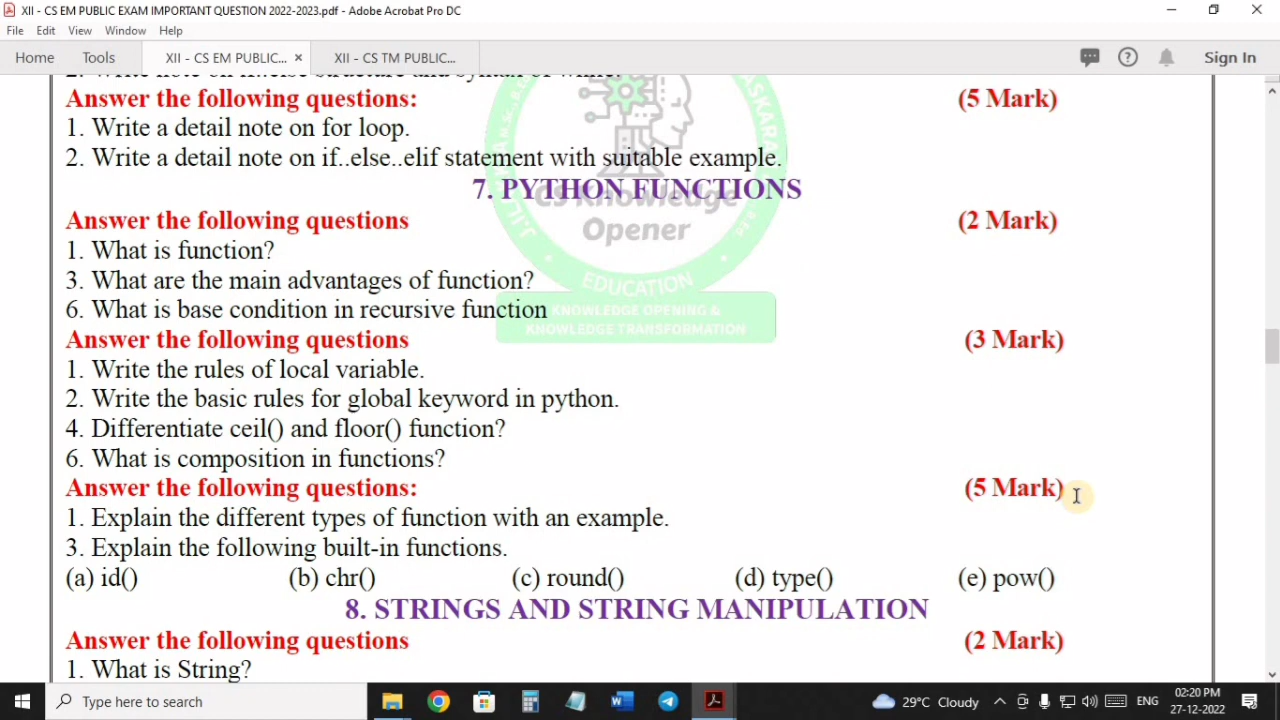 XII - CS EM PUBLIC EXAM IMPORTANT QUESTION 2022-2023.pdf - Adobe Acrobat Pro DC
File Edit View Window Help
Home Tools XII - CS EM PUBLIC... × XII - CS TM PUBLIC... Sign In
Answer the following questions: (5 Mark)
1. Write a detail note on for loop.
2. Write a detail note on if..else..elif statement with suitable example.
7. PYTHON FUNCTIONS
CS Knowledge
Opener
EDUCATION
KNOWLEDGE OPENING &
KNOWLEDGE TRANSFORMATION
Answer the following questions (2 Mark)
1. What is function?
3. What are the main advantages of function?
6. What is base condition in recursive function
Answer the following questions (3 Mark)
1. Write the rules of local variable.
2. Write the basic rules for global keyword in python.
4. Differentiate ceil() and floor() function?
6. What is composition in functions?
Answer the following questions: (5 Mark)
1. Explain the different types of function with an example.
3. Explain the following built-in functions.
(a) id() (b) chr() (c) round() (d) type() (e) pow()
8. STRINGS AND STRING MANIPULATION
Answer the following questions (2 Mark)
1. What is String?
Type here to search
29°C Cloudy ENG 02:20 PM
27-12-2022